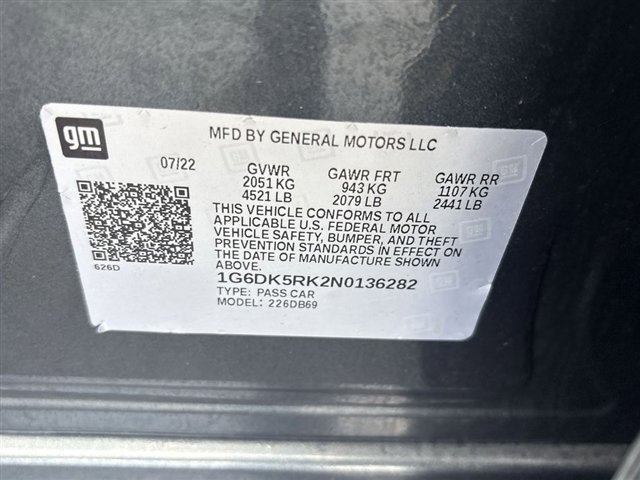 gm
MFD BY GENERAL MOTORS LLC
07/22 GVWR GAWR FRT GAWR RR
2051 KG 943 KG 1107 KG
4521 LB 2079 LB 2441 LB
THIS VEHICLE CONFORMS TO ALL
APPLICABLE U.S. FEDERAL MOTOR
VEHICLE SAFETY, BUMPER, AND THEFT
PREVENTION STANDARDS IN EFFECT ON
THE DATE OF MANUFACTURE SHOWN
ABOVE.
626D
1G6DK5RK2N0136282
TYPE: PASS CAR
MODEL: 226DB69